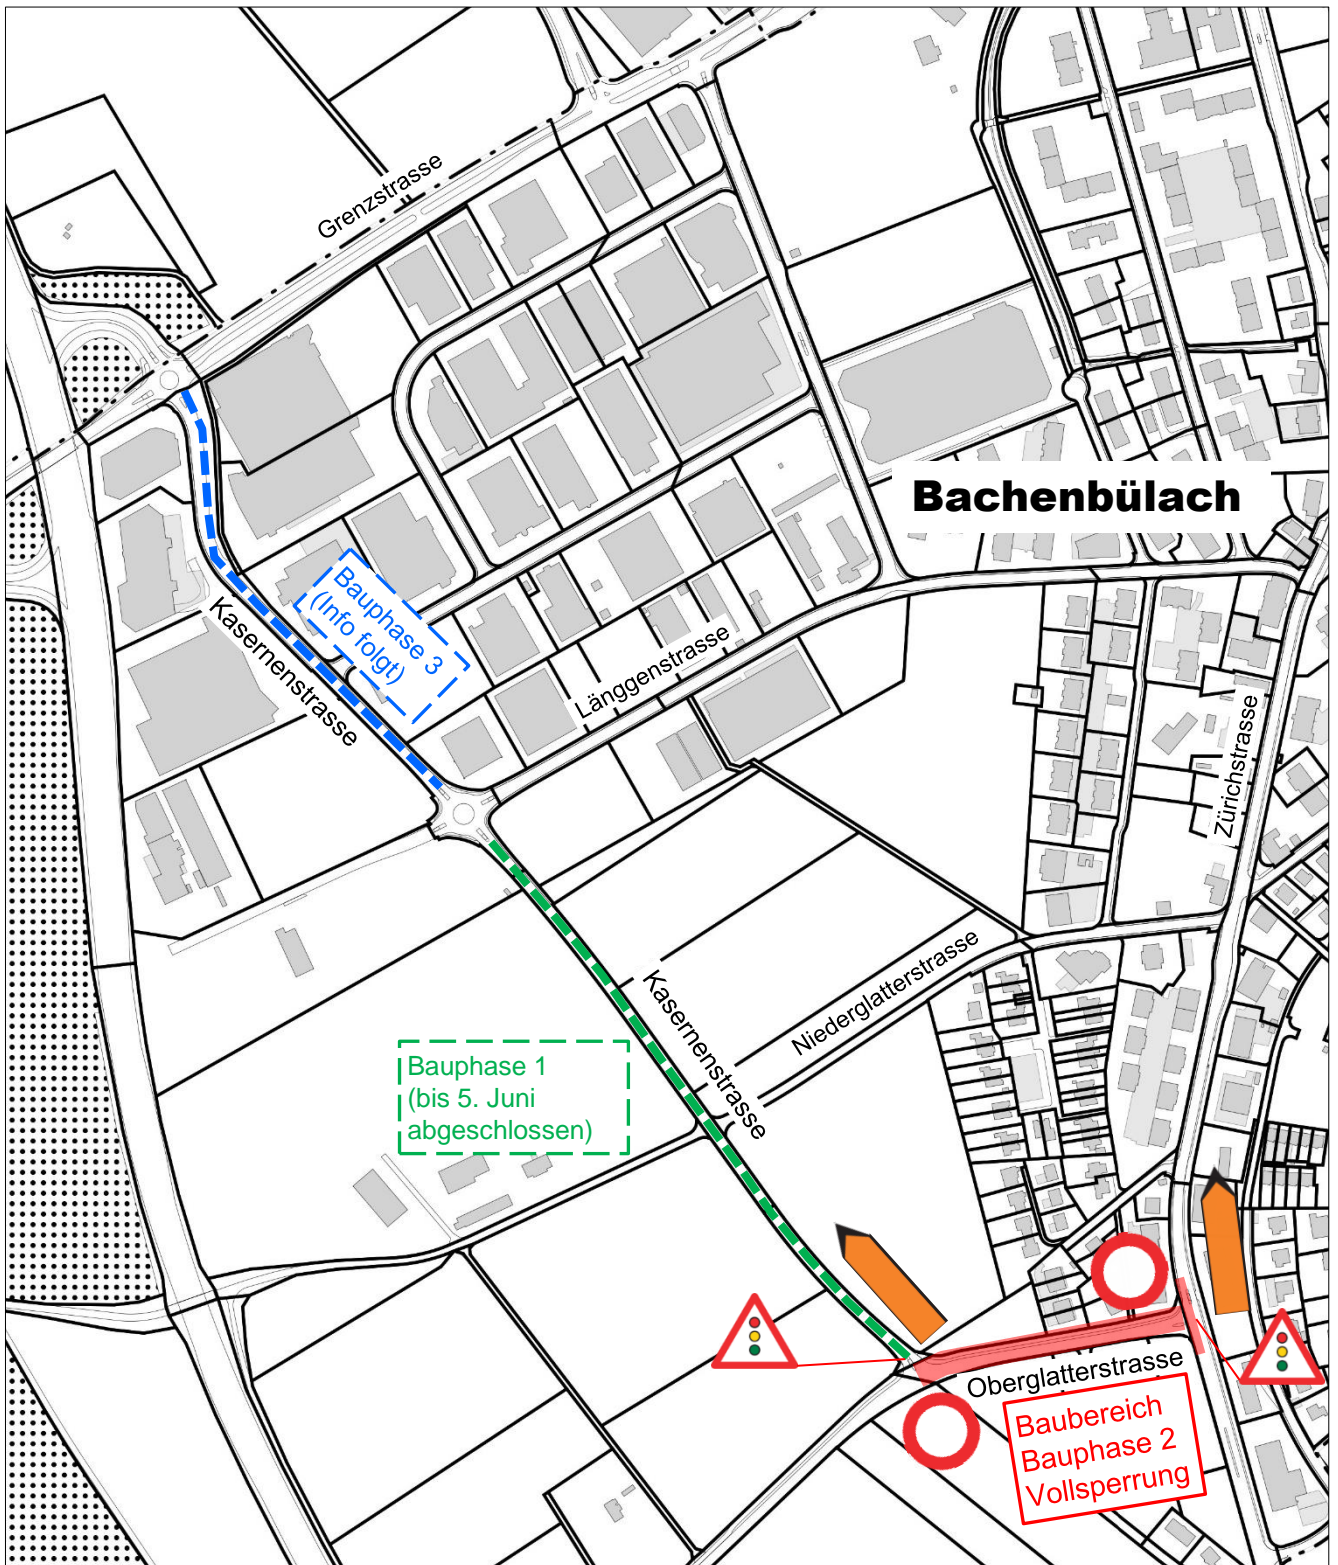 Grenzstrasse
Bachenbülach
Bauphase 3
(Info folgt)
Kasernenstrasse
Länggenstrasse
Zürichstrasse
Niederglatterstrasse
Kasernenstrasse
Bauphase 1
(bis 5. Juni
abgeschlossen)
Oberglatterstrasse
Baubereich
Bauphase 2
Vollsperrung